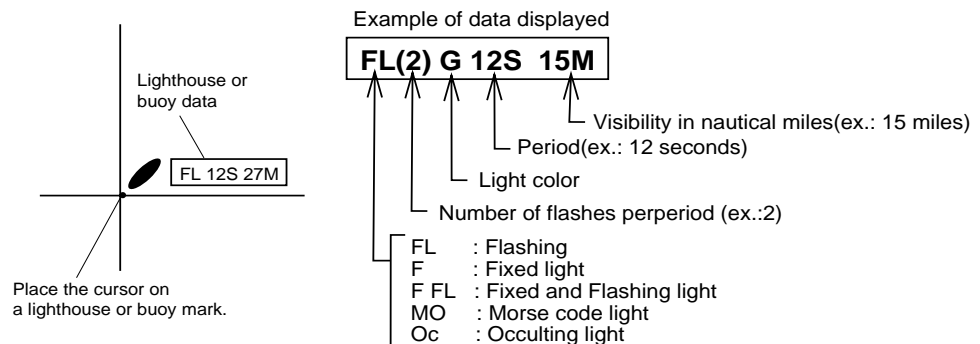 Example of data displayed
FL(2) G 12S 15M
Lighthouse or
buoy data
FL 12S 27M
Visibility in nautical miles(ex.: 15 miles)
Period(ex.: 12 seconds)
Light color
Number of flashes perperiod (ex.:2)
Place the cursor on
a lighthouse or buoy mark.
FL : Flashing
F : Fixed light
F FL : Fixed and Flashing light
MO : Morse code light
Oc : Occulting light